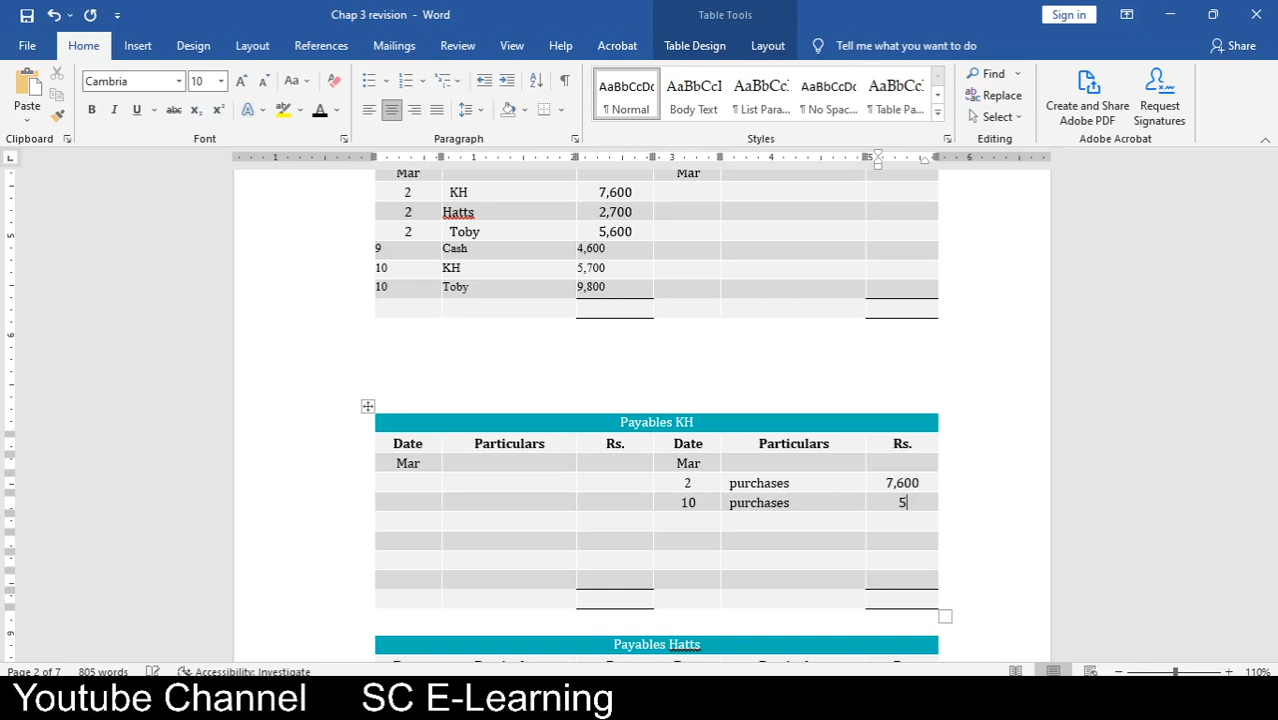 Chap 3 revision - Word
Table Tools
Sign in
File Home Insert Design Layout References Mailings Review View Help Acrobat Table Design Layout Tell me what you want to do Share
Paste
Cambria 10
Clipboard Font Paragraph Styles Editing Adobe Acrobat
¶ Normal Body Text ¶ List Para... ¶ No Spac... ¶ Table Pa...
Find
Replace
Select
Create and Share Adobe PDF
Request Signatures
Mar Mar
2 KH 7,600
2 Hatts 2,700
2 Toby 5,600
9 Cash 4,600
10 KH 5,700
10 Toby 9,800
Payables KH
Date Particulars Rs. Date Particulars Rs.
Mar Mar
2 purchases 7,600
10 purchases 5
Payables Hatts
Page 2 of 7 805 words Accessibility: Investigate 110%
Youtube Channel SC E-Learning